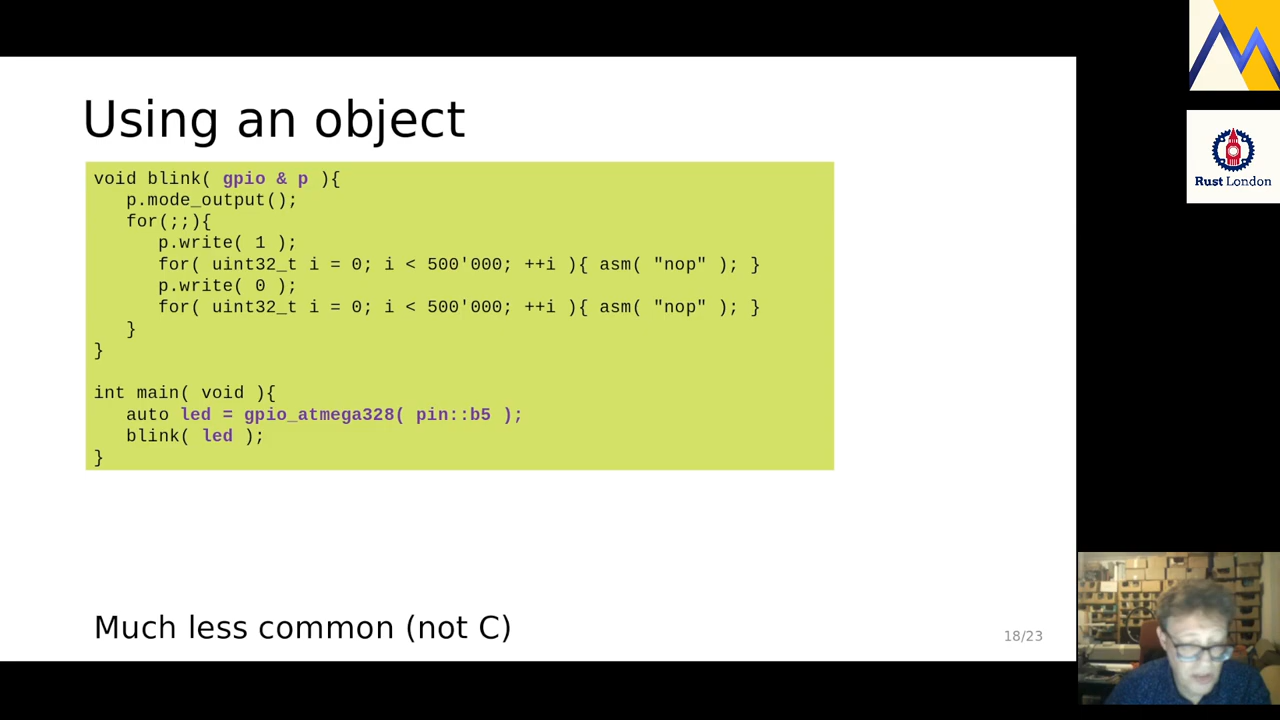 Using an object
void blink( gpio & p ){
   p.mode_output();
   for(;;){
      p.write( 1 );
      for( uint32_t i = 0; i < 500'000; ++i ){ asm( "nop" ); }
      p.write( 0 );
      for( uint32_t i = 0; i < 500'000; ++i ){ asm( "nop" ); }
   }
}
int main( void ){
   auto led = gpio_atmega328( pin::b5 );
   blink( led );
}
Much less common (not C)
18/23
Rust London